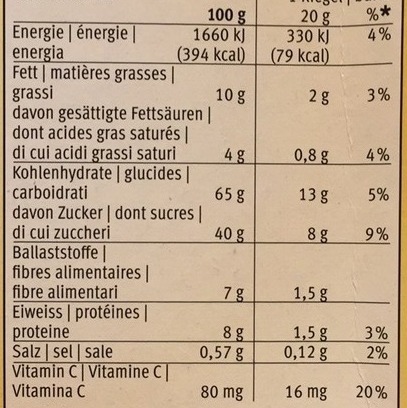 100 g 20 g %*
Energie | énergie | 1660 kJ 330 kJ 4%
energia (394 kcal) (79 kcal)
Fett | matières grasses |
grassi 10 g 2 g 3%
davon gesättigte Fettsäuren |
dont acides gras saturés |
di cui acidi grassi saturi 4 g 0,8 g 4%
Kohlenhydrate | glucides |
carboidrati 65 g 13 g 5%
davon Zucker | dont sucres |
di cui zuccheri 40 g 8 g 9%
Ballaststoffe |
fibres alimentaires |
fibre alimentari 7 g 1,5 g
Eiweiss | protéines |
proteine 8 g 1,5 g 3%
Salz | sel | sale 0,57 g 0,12 g 2%
Vitamin C | Vitamine C |
Vitamina C 80 mg 16 mg 20%